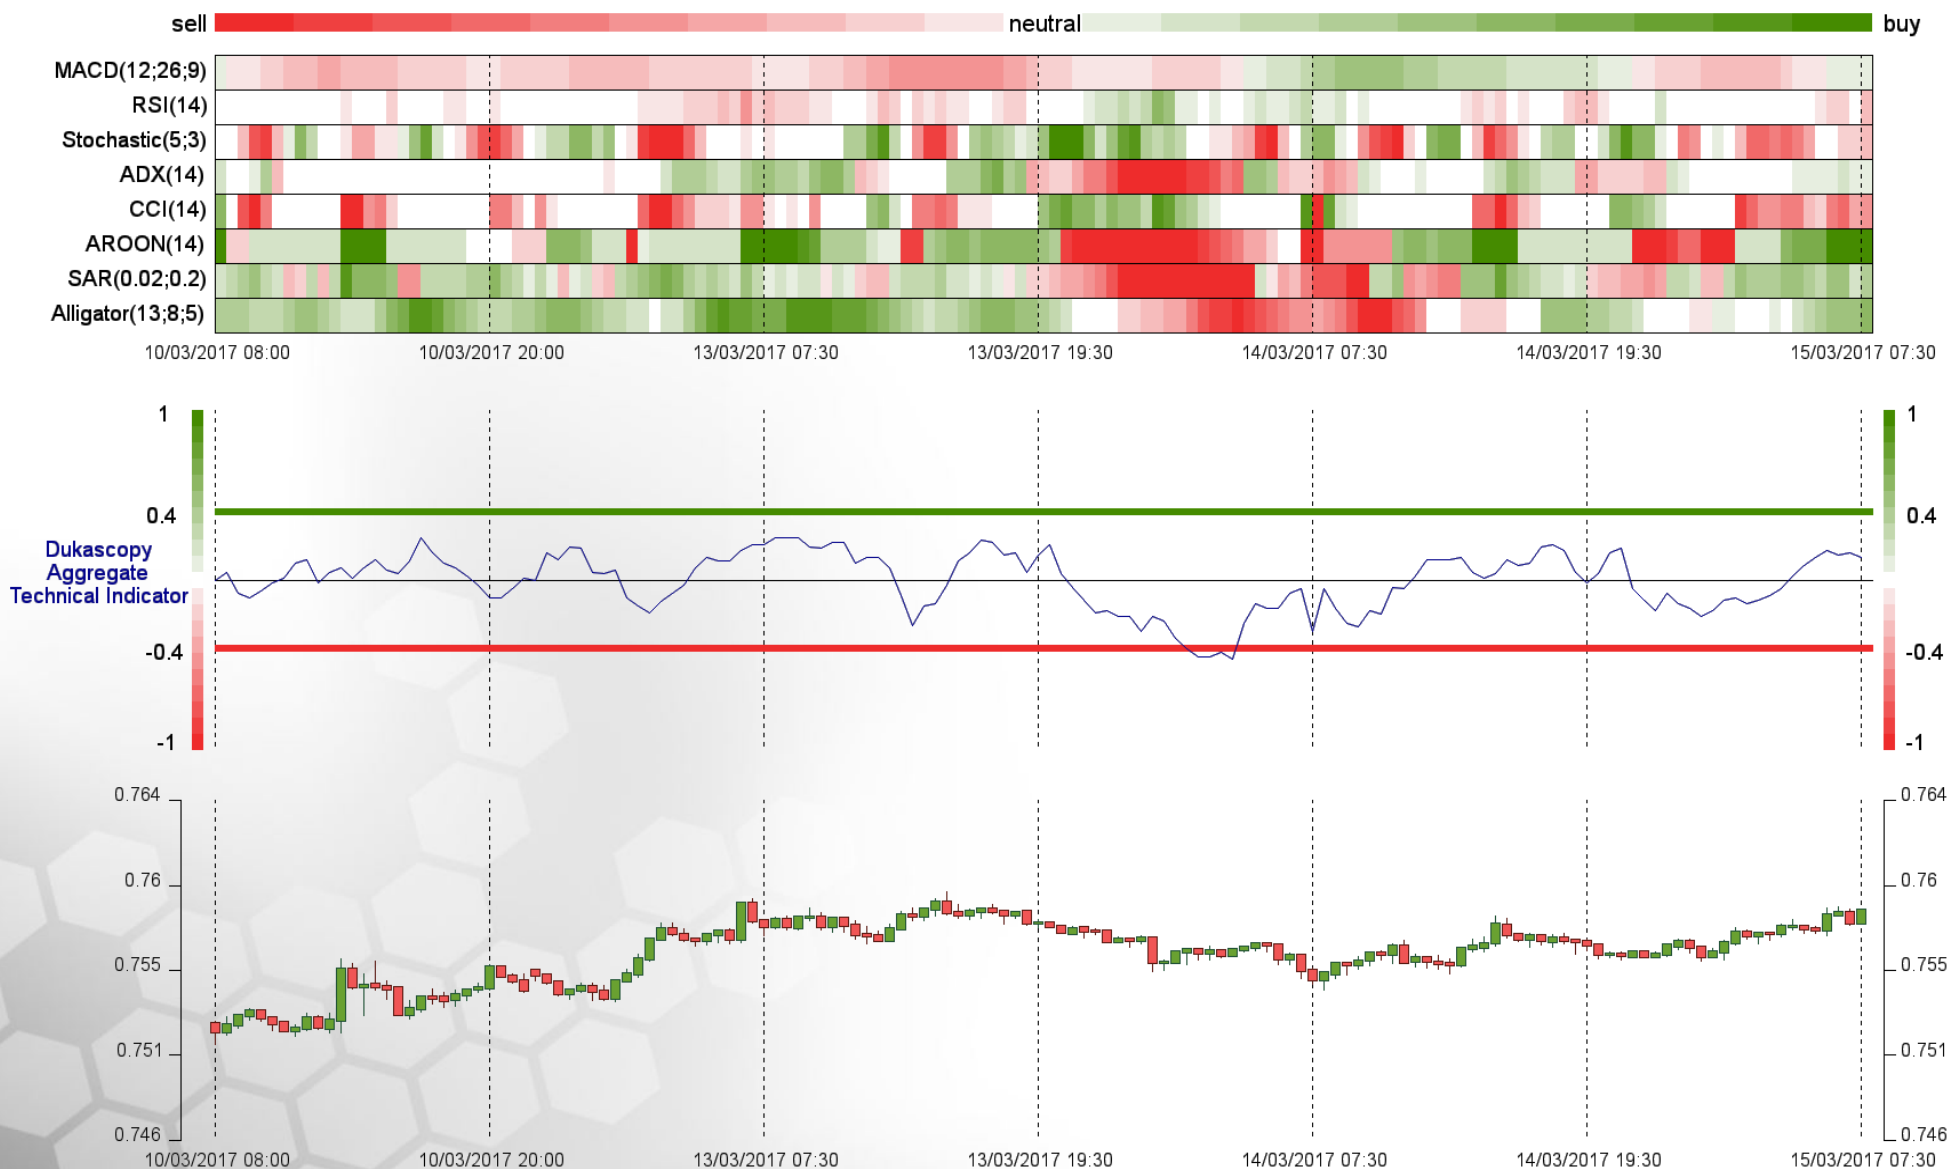 sell neutral buy
MACD(12;26;9)
RSI(14)
Stochastic(5;3)
ADX(14)
CCI(14)
AROON(14)
SAR(0.02;0.2)
Alligator(13;8;5)
10/03/2017 08:00 10/03/2017 20:00 13/03/2017 07:30 13/03/2017 19:30 14/03/2017 07:30 14/03/2017 19:30 15/03/2017 07:30
1 1
0.4 0.4
Dukascopy
Aggregate
Technical Indicator
-0.4 -0.4
-1 -1
0.764 0.764
0.76 0.76
0.755 0.755
0.751 0.751
0.746 0.746
10/03/2017 08:00 10/03/2017 20:00 13/03/2017 07:30 13/03/2017 19:30 14/03/2017 07:30 14/03/2017 19:30 15/03/2017 07:30